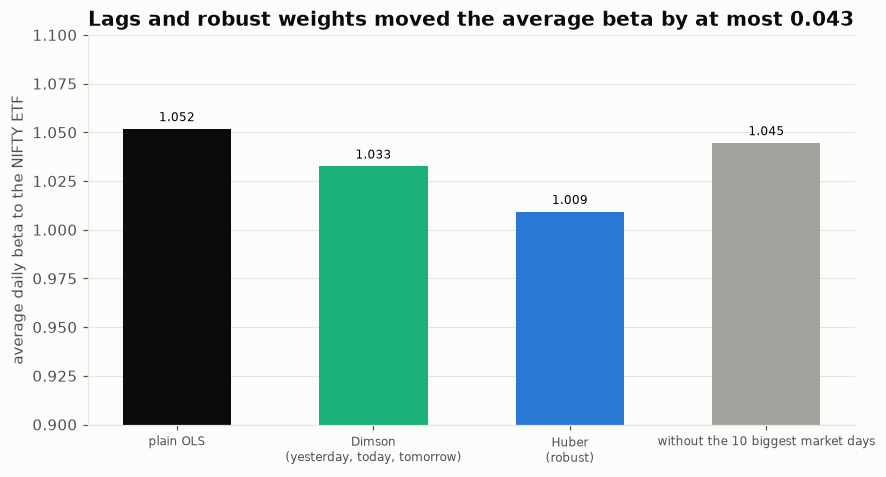 Lags and robust weights moved the average beta by at most 0.043
average daily beta to the NIFTY ETF
1.100
1.075
1.050
1.025
1.000
0.975
0.950
0.925
0.900
1.052
1.033
1.009
1.045
plain OLS
Dimson
(yesterday, today, tomorrow)
Huber
(robust)
without the 10 biggest market days